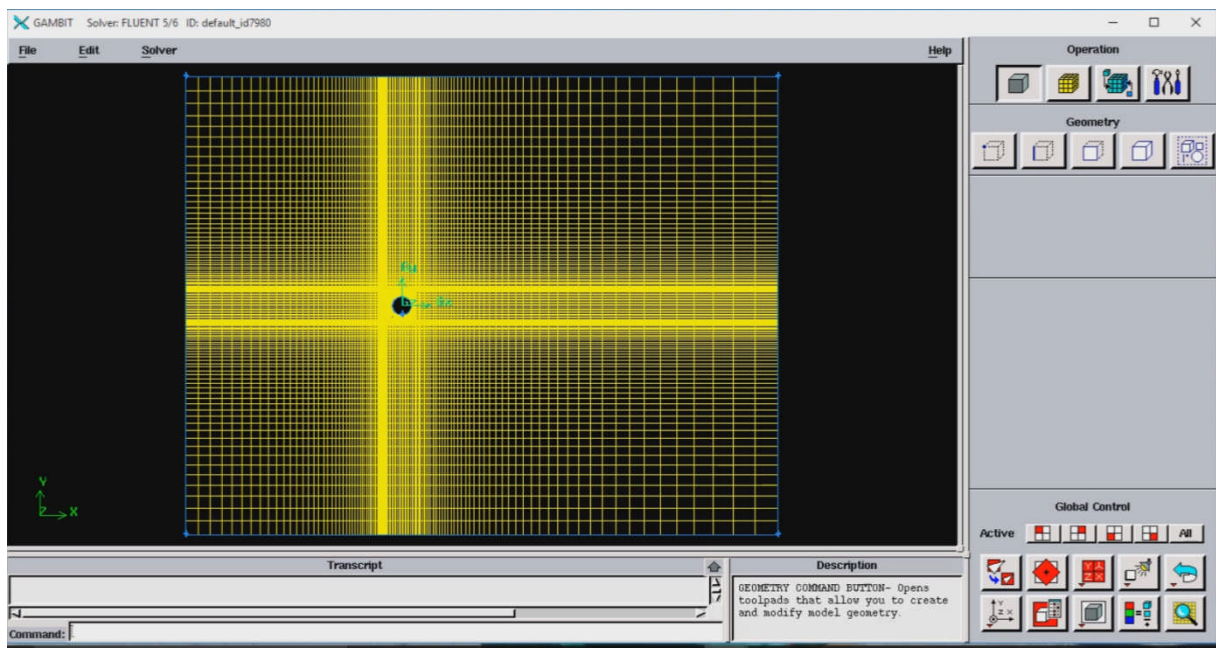 GAMBIT Solver: FLUENT 5/6 ID: default_id7980
File Edit Solver Help
Operation
Geometry
Y
Z X
Global Control
Active All
Transcript
Description
GEOMETRY COMMAND BUTTON- Opens
toolpads that allow you to create
and modify model geometry.
Command: